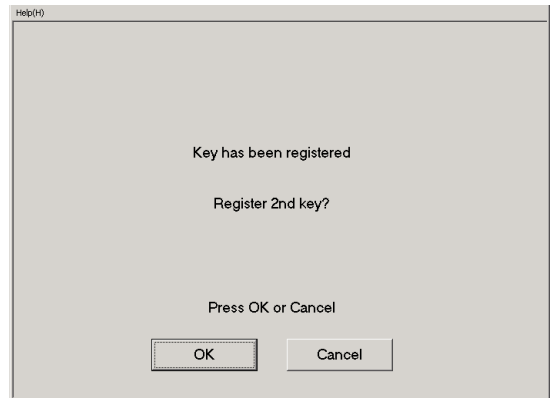 Help(H)
Key has been registered
Register 2nd key?
Press OK or Cancel
OK
Cancel